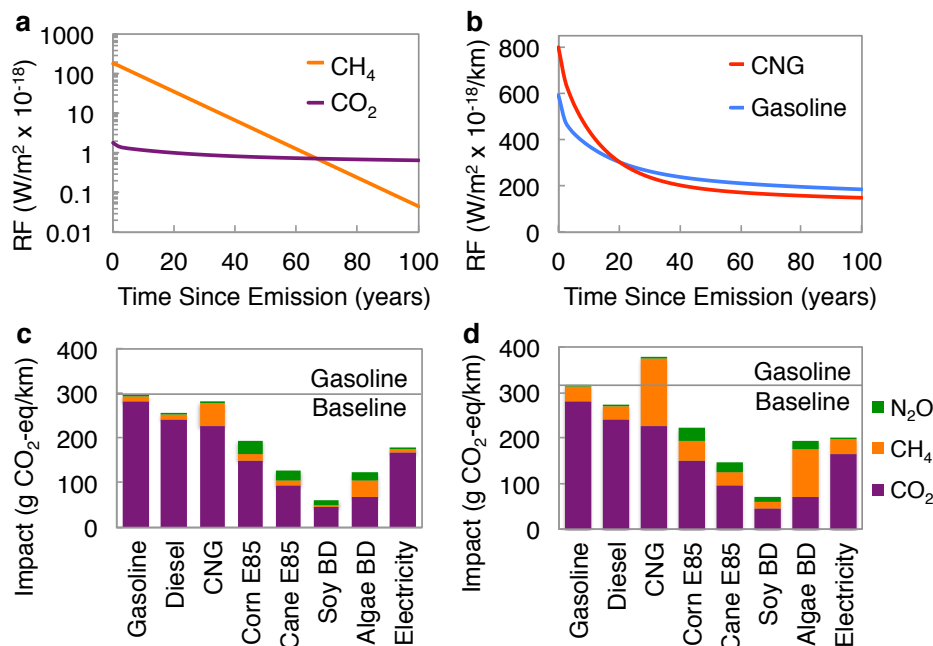 a
RF (W/m² x 10⁻¹⁸)
1000
100
10
1
0.1
0.01
CH₄
CO₂
0 20 40 60 80 100
Time Since Emission (years)
b
RF (W/m² x 10⁻¹⁸/km)
800
600
400
200
0
CNG
Gasoline
0 20 40 60 80 100
Time Since Emission (years)
c
Impact (g CO₂-eq/km)
400
300
200
100
0
Gasoline
Baseline
Gasoline
Diesel
CNG
Corn E85
Cane E85
Soy BD
Algae BD
Electricity
d
Impact (g CO₂-eq/km)
400
300
200
100
0
Gasoline
Baseline
N₂O
CH₄
CO₂
Gasoline
Diesel
CNG
Corn E85
Cane E85
Soy BD
Algae BD
Electricity